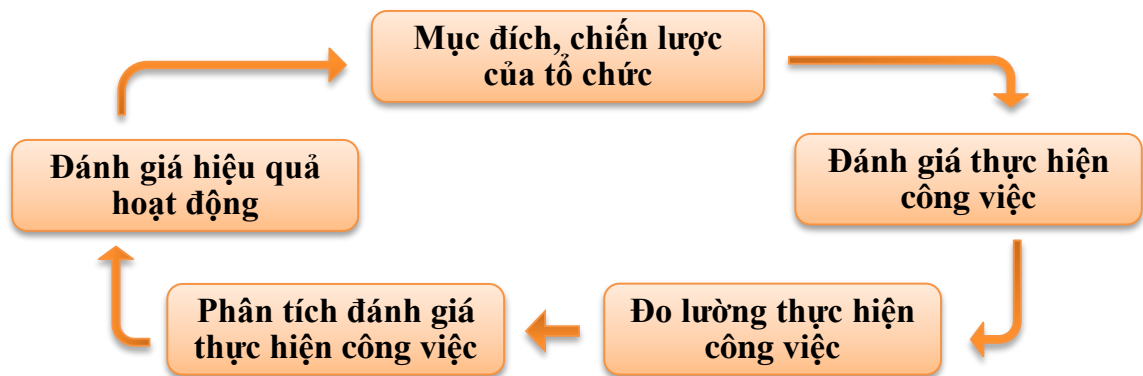 Mục đích, chiến lược
của tổ chức
Đánh giá thực hiện
công việc
Đo lường thực hiện
công việc
Phân tích đánh giá
thực hiện công việc
Đánh giá hiệu quả
hoạt động